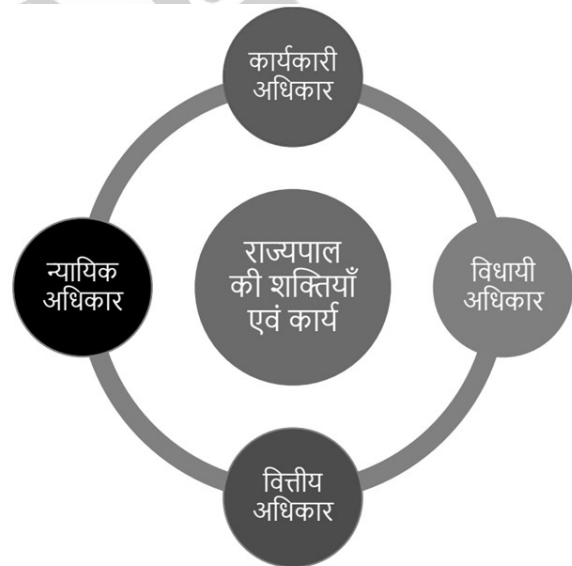 कार्यकारी
अधिकार
न्यायिक
अधिकार
राज्यपाल
की शक्तियाँ
एवं कार्य
विधायी
अधिकार
वित्तीय
अधिकार